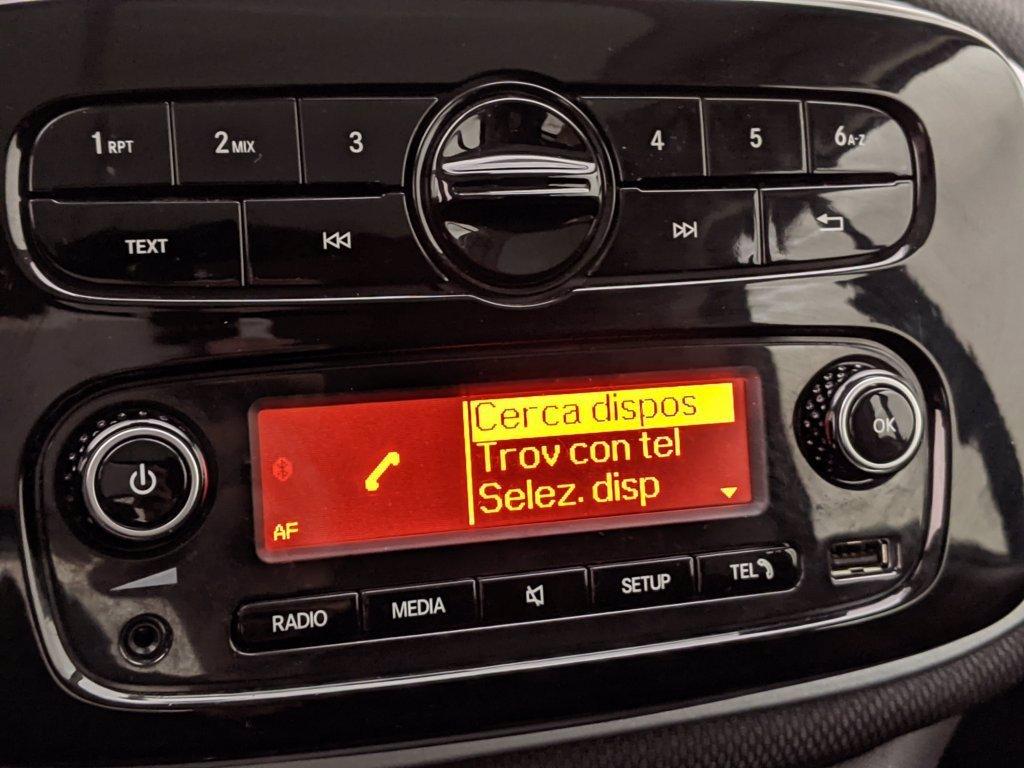 1 RPT
2 MIX
3
4
5
6 A-Z
TEXT
Cerca dispos
Trov con tel
Selez. disp
AF
OK
RADIO
MEDIA
SETUP
TEL